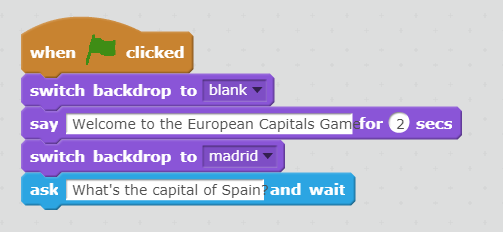 when clicked
switch backdrop to blank
say Welcome to the European Capitals Game for 2 secs
switch backdrop to madrid
ask What's the capital of Spain? and wait